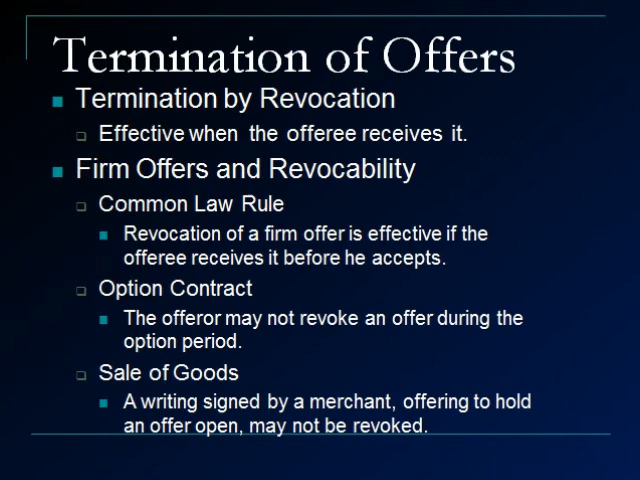 Termination of Offers
Termination by Revocation
Effective when the offeree receives it.
Firm Offers and Revocability
Common Law Rule
Revocation of a firm offer is effective if the
offeree receives it before he accepts.
Option Contract
The offeror may not revoke an offer during the
option period.
Sale of Goods
A writing signed by a merchant, offering to hold
an offer open, may not be revoked.